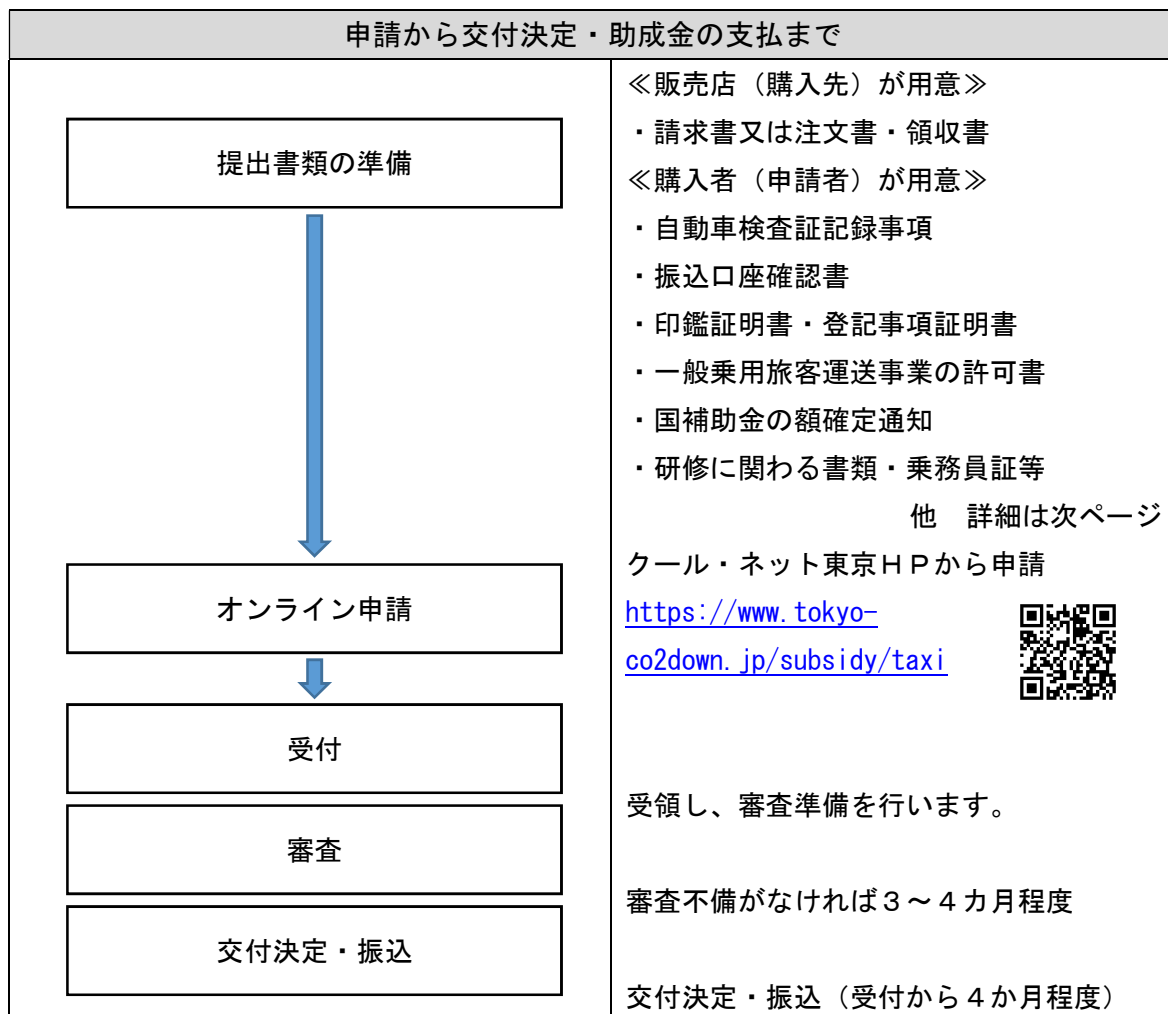 申請から交付決定・助成金の支払まで
提出書類の準備
≪販売店（購入先）が用意≫
・請求書又は注文書・領収書
≪購入者（申請者）が用意≫
・自動車検査証記録事項
・振込口座確認書
・印鑑証明書・登記事項証明書
・一般乗用旅客運送事業の許可書
・国補助金の額確定通知
・研修に関わる書類・乗務員証等
他　詳細は次ページ
オンライン申請
クール・ネット東京ＨＰから申請
https://www.tokyo-
co2down.jp/subsidy/taxi
受付
受領し、審査準備を行います。
審査
審査不備がなければ３～４カ月程度
交付決定・振込
交付決定・振込（受付から４か月程度）